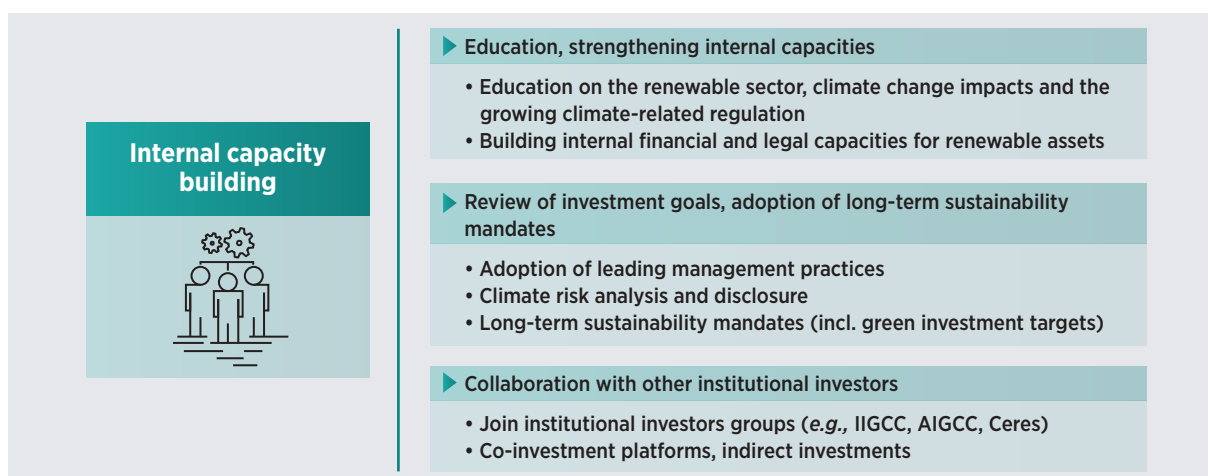 Internal capacity
building
Education, strengthening internal capacities
• Education on the renewable sector, climate change impacts and the
growing climate-related regulation
• Building internal financial and legal capacities for renewable assets
Review of investment goals, adoption of long-term sustainability
mandates
• Adoption of leading management practices
• Climate risk analysis and disclosure
• Long-term sustainability mandates (incl. green investment targets)
Collaboration with other institutional investors
• Join institutional investors groups (e.g., IIGCC, AIGCC, Ceres)
• Co-investment platforms, indirect investments